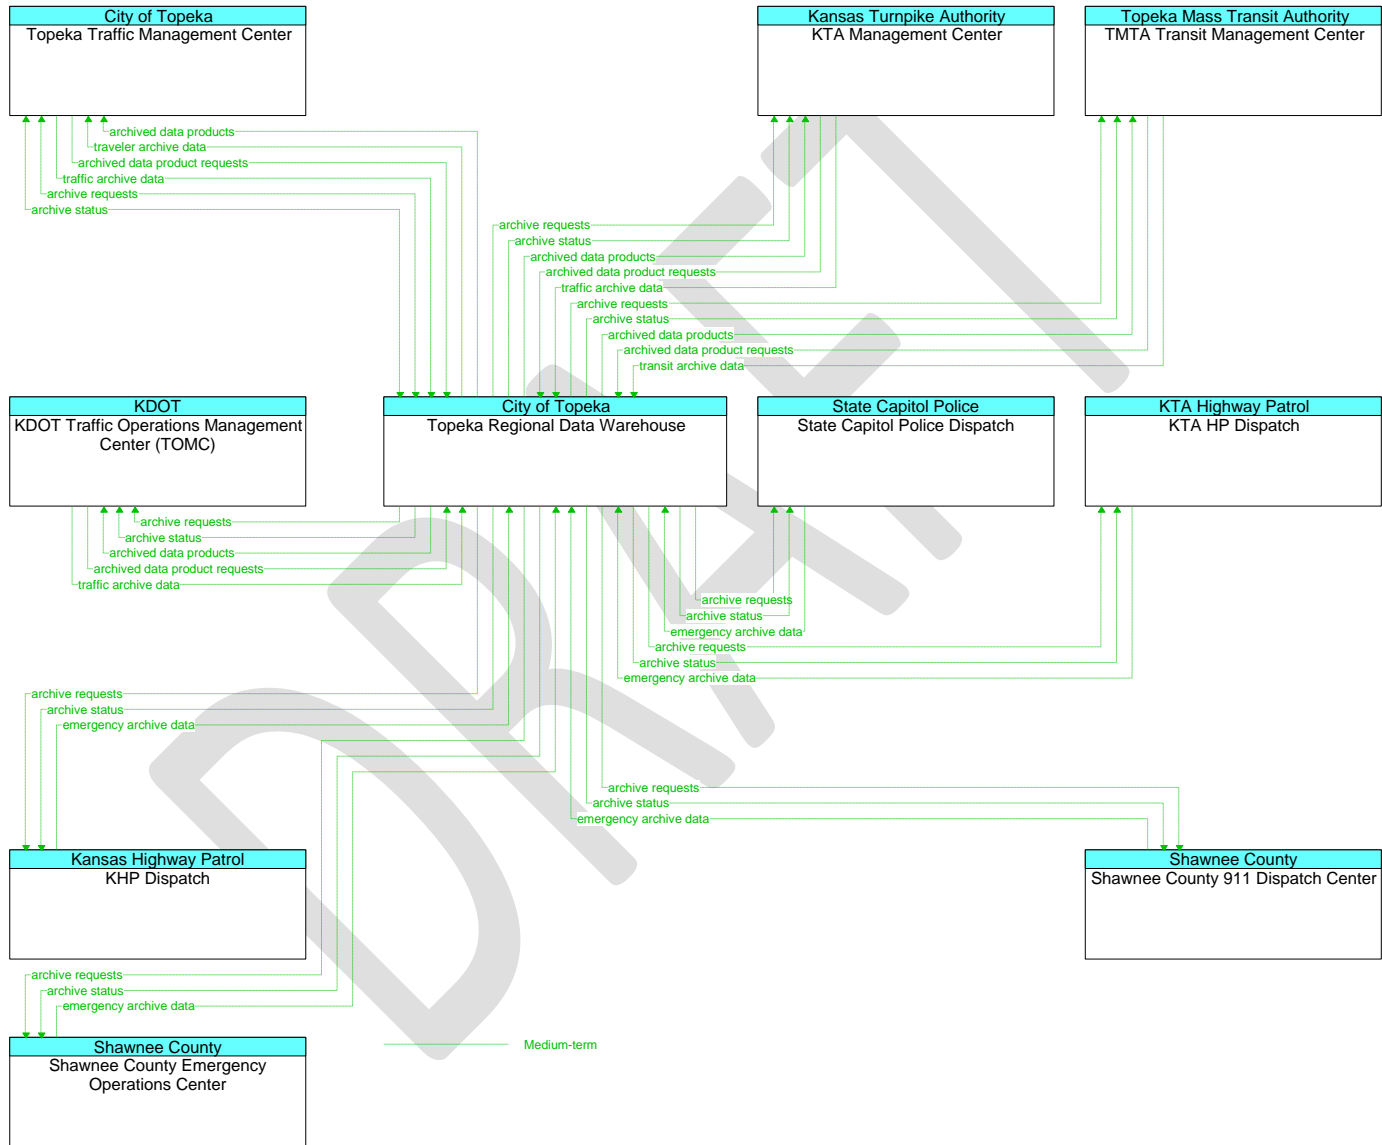 City of Topeka
Topeka Traffic Management Center
Kansas Turnpike Authority
KTA Management Center
Topeka Mass Transit Authority
TMTA Transit Management Center
archived data products
traveler archive data
archived data product requests
traffic archive data
archive requests
archive status
archive requests
archive status
archived data products
archived data product requests
traffic archive data
archive requests
archive status
archived data products
archived data product requests
transit archive data
KDOT
KDOT Traffic Operations Management
Center (TOMC)
City of Topeka
Topeka Regional Data Warehouse
State Capitol Police
State Capitol Police Dispatch
KTA Highway Patrol
KTA HP Dispatch
archive requests
archive status
archived data products
archived data product requests
traffic archive data
archive requests
archive status
emergency archive data
archive requests
archive status
emergency archive data
archive requests
archive status
emergency archive data
archive requests
archive status
emergency archive data
Kansas Highway Patrol
KHP Dispatch
Shawnee County
Shawnee County 911 Dispatch Center
archive requests
archive status
emergency archive data
Shawnee County
Shawnee County Emergency
Operations Center
Medium-term
DRAFT